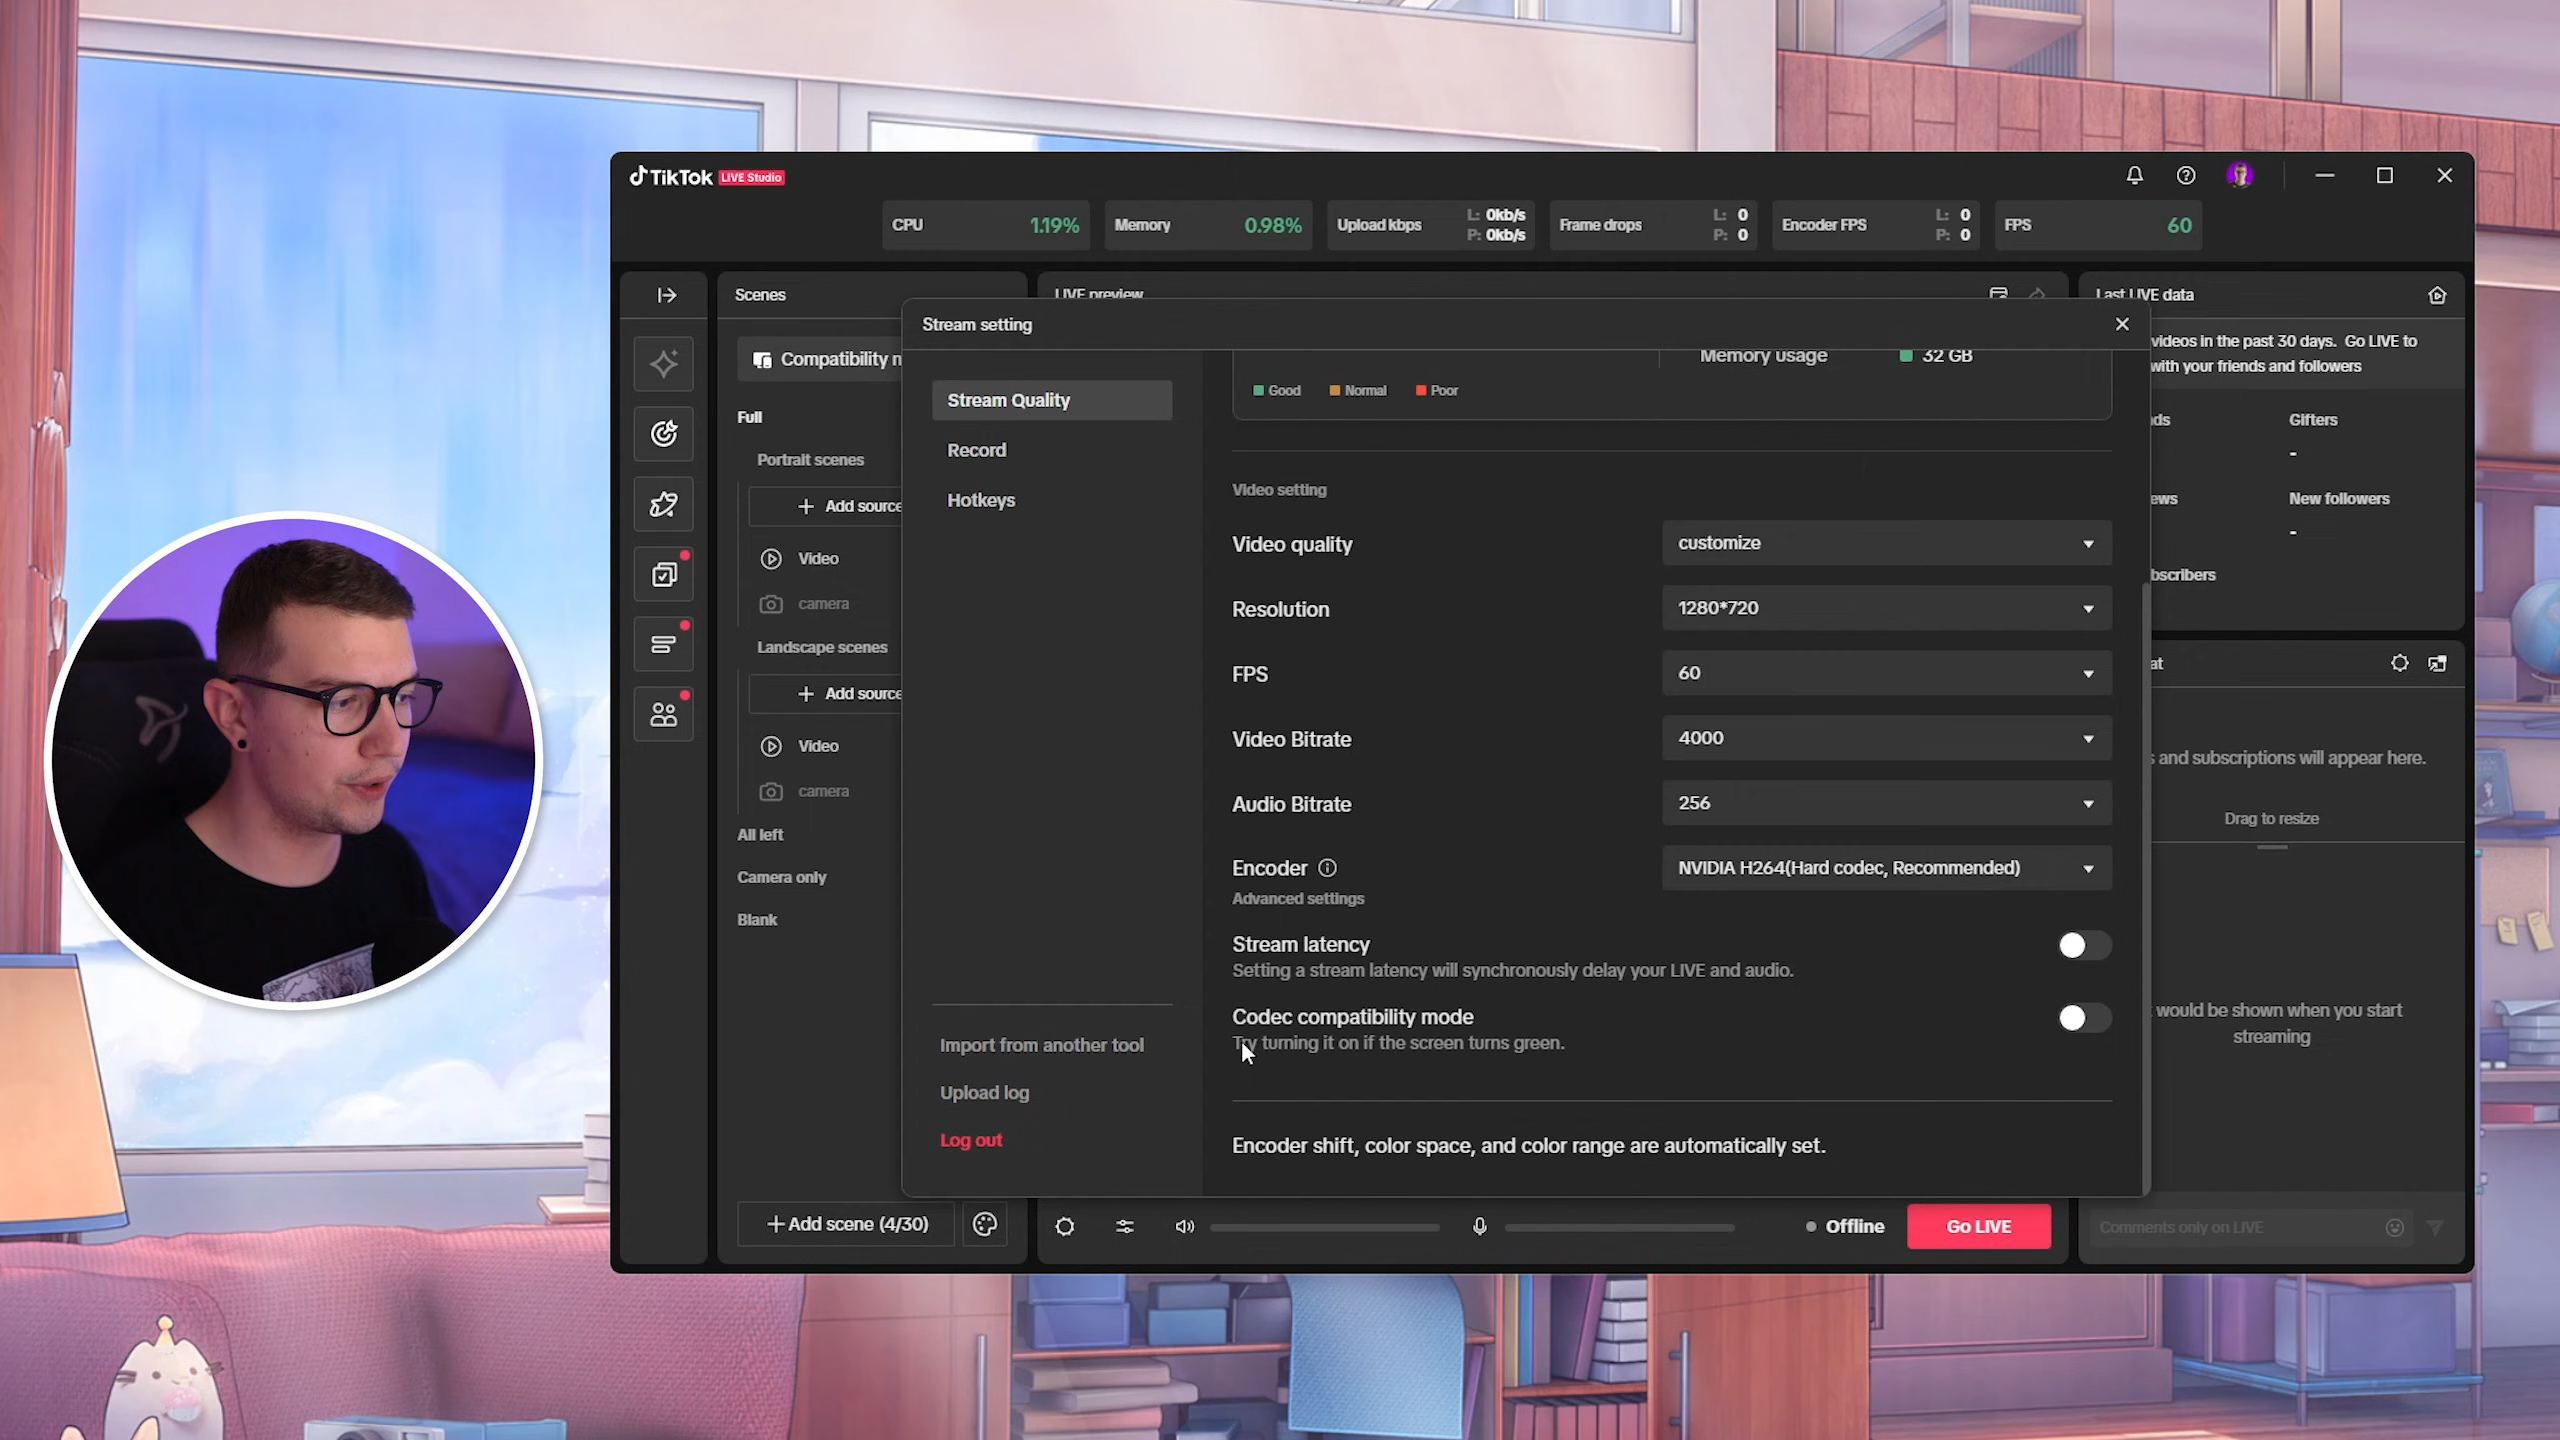 TikTok LIVE Studio
CPU 1.19%
Memory 0.98%
Upload kbps L: 0kb/s P: 0kb/s
Frame drops L: 0 P: 0
Encoder FPS L: 0 P: 0
FPS 60
Scenes
LIVE preview
Last LIVE data
Compatibility
Full
Portrait scenes
+ Add source
Video
camera
Landscape scenes
+ Add source
Video
camera
All left
Camera only
Blank
+Add scene (4/30)
Stream setting
Stream Quality
Record
Hotkeys
Import from another tool
Upload log
Log out
Memory usage 32 GB
Good Normal Poor
Video setting
Video quality customize
Resolution 1280*720
FPS 60
Video Bitrate 4000
Audio Bitrate 256
Encoder NVIDIA H264(Hard codec, Recommended)
Advanced settings
Stream latency
Setting a stream latency will synchronously delay your LIVE and audio.
Codec compatibility mode
Try turning it on if the screen turns green.
Encoder shift, color space, and color range are automatically set.
Offline
Go LIVE
videos in the past 30 days. Go LIVE to
with your friends and followers
Gifters
-
New followers
-
and subscriptions will appear here.
Drag to resize
would be shown when you start
streaming
Comments only on LIVE